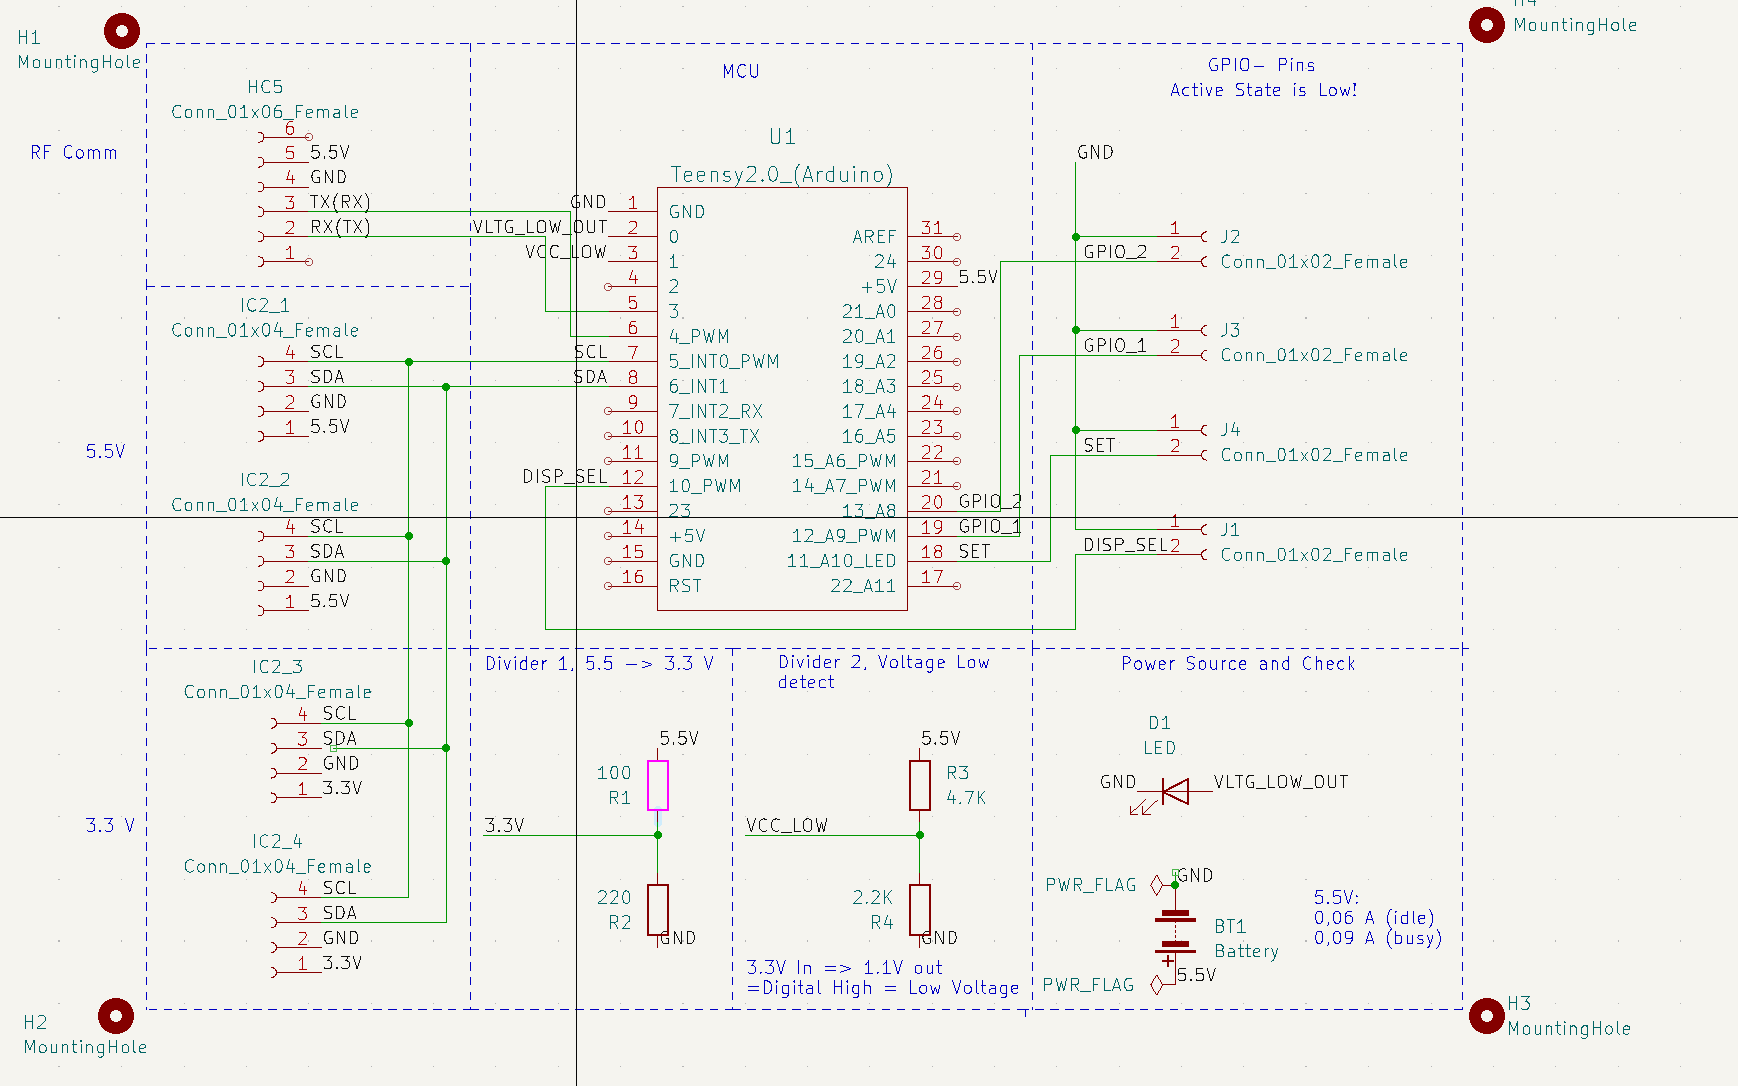 H1
MountingHole
H4
MountingHole
RF Comm
HC5
Conn_01x06_Female
6
5 5.5V
4 GND
3 TX(RX)
2 RX(TX)
1
5.5V
IC2_1
Conn_01x04_Female
4 SCL
3 SDA
2 GND
1 5.5V
IC2_2
Conn_01x04_Female
4 SCL
3 SDA
2 GND
1 5.5V
3.3 V
IC2_3
Conn_01x04_Female
4 SCL
3 SDA
2 GND
1 3.3V
IC2_4
Conn_01x04_Female
4 SCL
3 SDA
2 GND
1 3.3V
MCU
U1
Teensy2.0_(Arduino)
GND 1 GND
VLTG_LOW_OUT 2 0
VCC_LOW 3 1
4 2
5 3
6 4_PWM
SCL 7 5_INT0_PWM
SDA 8 6_INT1
9 7_INT2_RX
10 8_INT3_TX
11 9_PWM
DISP_SEL 12 10_PWM
13 23
14 +5V
15 GND
16 RST
AREF 31
24 30
+5V 29 5.5V
21_A0 28
20_A1 27
19_A2 26
18_A3 25
17_A4 24
16_A5 23
15_A6_PWM 22
14_A7_PWM 21
13_A8 20 GPIO_2
12_A9_PWM 19 GPIO_1
11_A10_LED 18 SET
22_A11 17
GPIO- Pins
Active State is Low!
GND
1 J2
GPIO_2 2 Conn_01x02_Female
1 J3
GPIO_1 2 Conn_01x02_Female
1 J4
SET 2 Conn_01x02_Female
1 J1
DISP_SEL 2 Conn_01x02_Female
Divider 1, 5.5 -> 3.3 V
5.5V
100
R1
3.3V
220
R2
GND
Divider 2, Voltage Low
detect
5.5V
R3
4.7K
VCC_LOW
2.2K
R4
GND
3.3V In => 1.1V out
=Digital High = Low Voltage
Power Source and Check
D1
LED
GND VLTG_LOW_OUT
PWR_FLAG GND
BT1
Battery
5.5V
PWR_FLAG
5.5V:
0,06 A (idle)
0,09 A (busy)
H2
MountingHole
H3
MountingHole